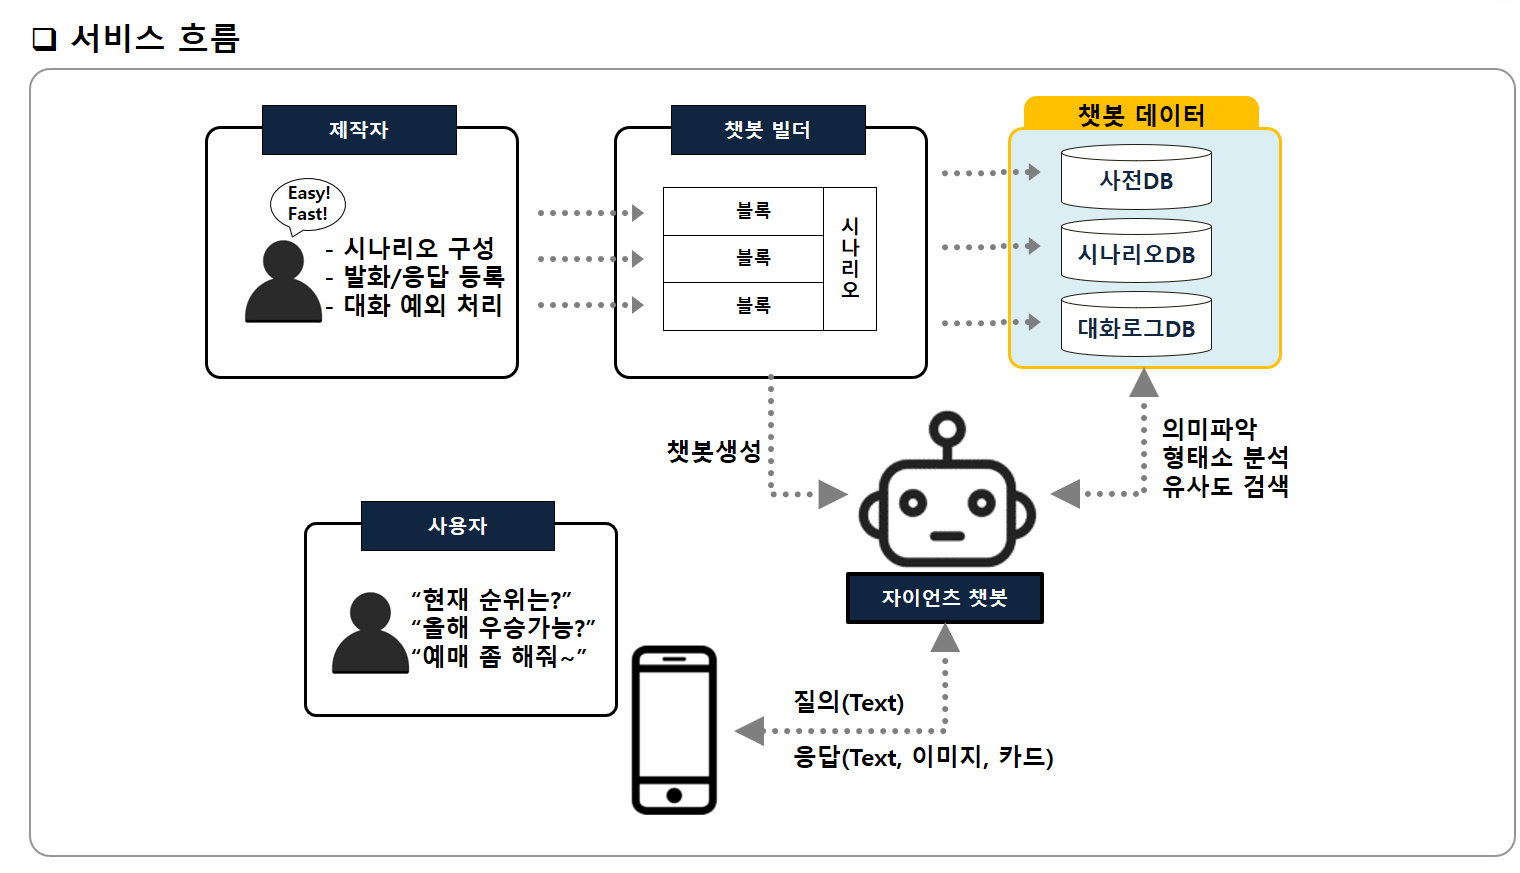 ❑ 서비스 흐름
제작자
Easy!
Fast!
- 시나리오 구성
- 발화/응답 등록
- 대화 예외 처리
챗봇 빌더
블록
블록
블록
시
나
리
오
챗봇 데이터
사전DB
시나리오DB
대화로그DB
챗봇생성
의미파악
형태소 분석
유사도 검색
자이언츠 챗봇
사용자
“현재 순위는?”
“올해 우승가능?”
“예매 좀 해줘~”
질의(Text)
응답(Text, 이미지, 카드)